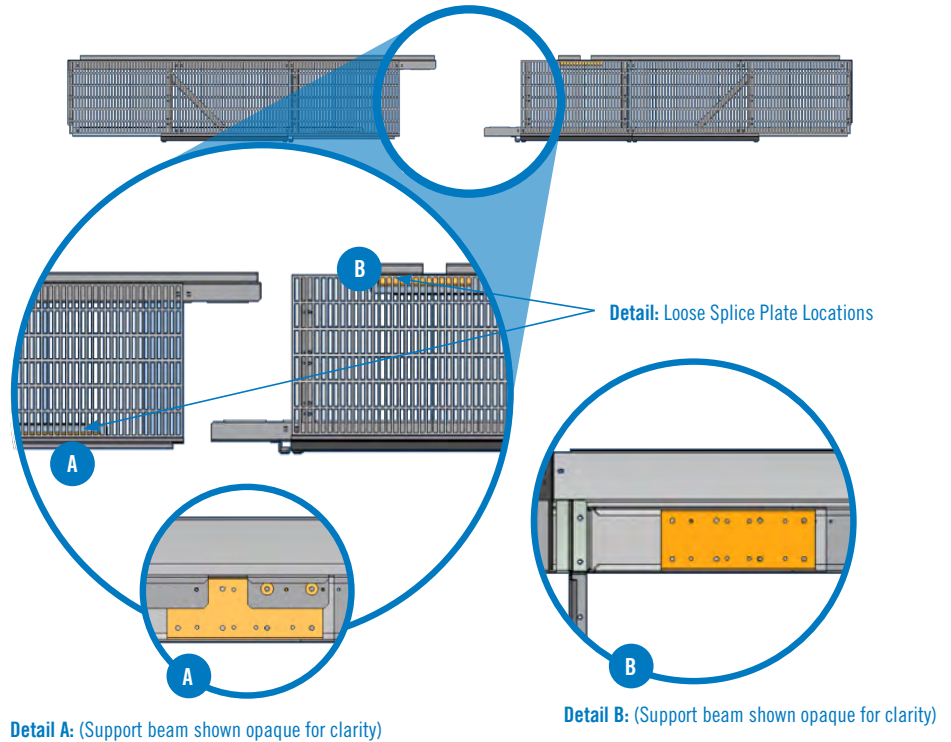 B
Detail: Loose Splice Plate Locations
A
A
B
Detail A: (Support beam shown opaque for clarity)
Detail B: (Support beam shown opaque for clarity)